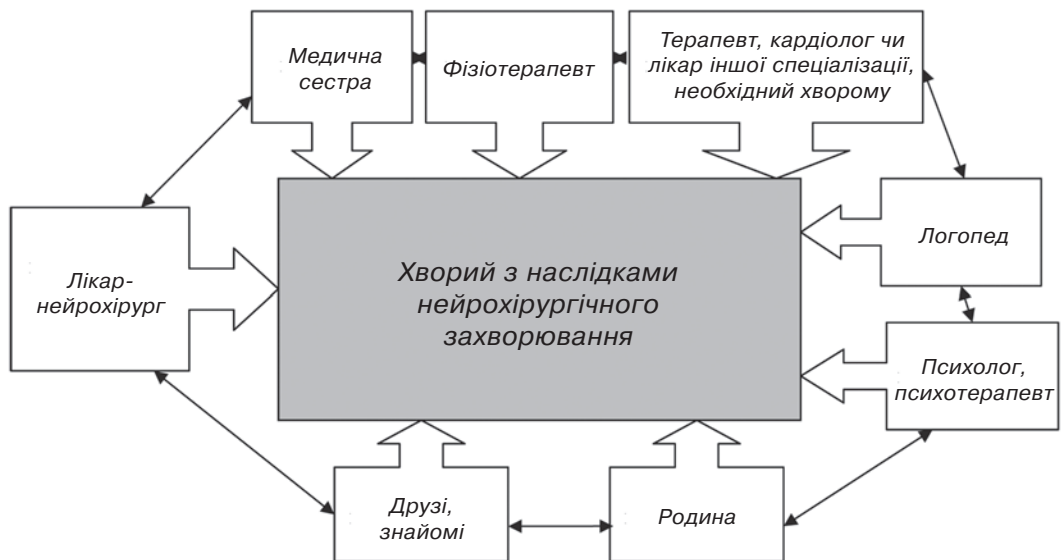 Медична
сестра
Фізіотерапевт
Терапевт, кардіолог чи
лікар іншої спеціалізації,
необхідний хворому
Лікар-
нейрохірург
Хворий з наслідками
нейрохірургічного
захворювання
Логопед
Психолог,
психотерапевт
Друзі,
знайомі
Родина